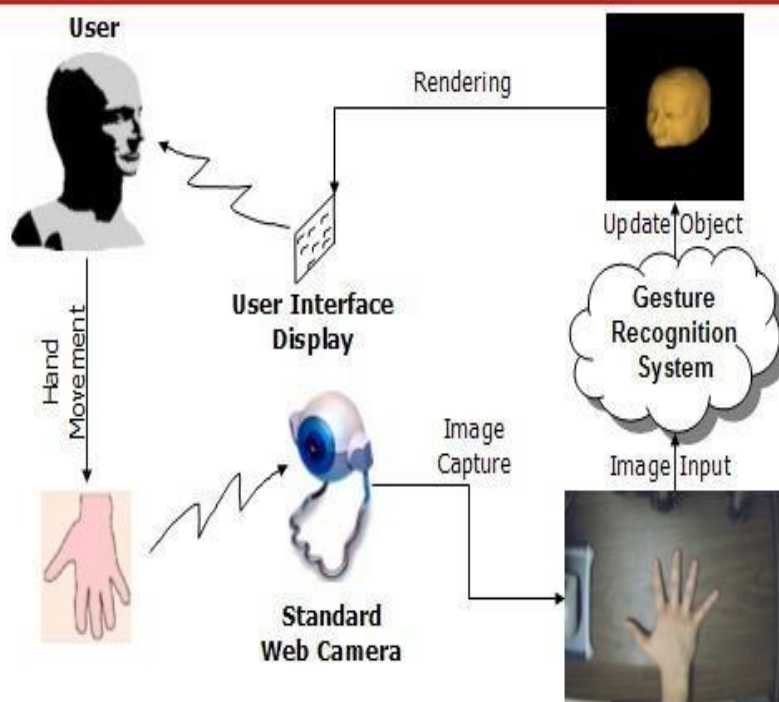 User
Rendering
Update Object
User Interface
Display
Gesture
Recognition
System
Hand
Movement
Image
Capture
Image Input
Standard
Web Camera